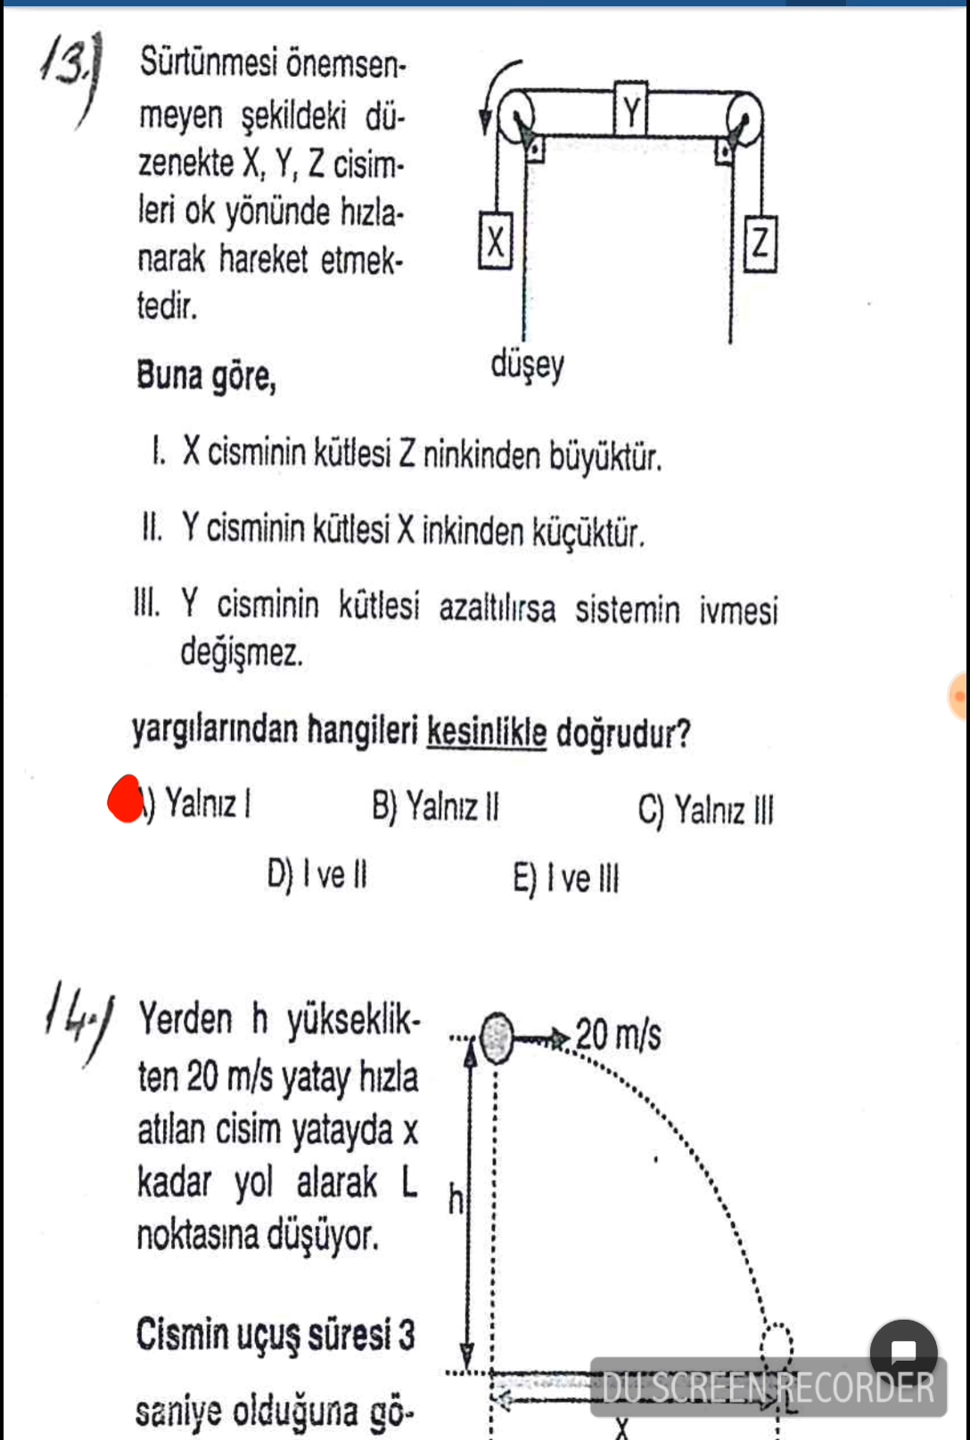 13.)
Sürtünmesi önemsen-
meyen şekildeki dü-
zenekte X, Y, Z cisim-
leri ok yönünde hızla-
narak hareket etmek-
tedir.
Y
X
Z
düşey
Buna göre,
I. X cisminin kütlesi Z ninkinden büyüktür.
II. Y cisminin kütlesi X inkinden küçüktür.
III. Y cisminin kütlesi azaltılırsa sistemin ivmesi
değişmez.
yargılarından hangileri kesinlikle doğrudur?
A) Yalnız I B) Yalnız II C) Yalnız III
D) I ve II E) I ve III
14.)
Yerden h yükseklik-
ten 20 m/s yatay hızla
atılan cisim yatayda x
kadar yol alarak L
noktasına düşüyor.
20 m/s
h
Cismin uçuş süresi 3
saniye olduğuna gö-
L
x
DU SCREEN RECORDER